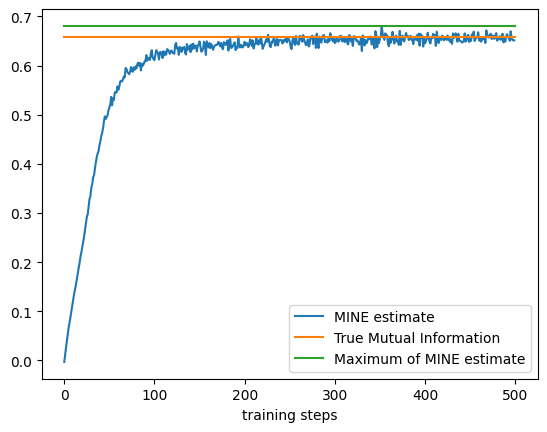 0.7
0.6
0.5
0.4
0.3
0.2
0.1
0.0
MINE estimate
True Mutual Information
Maximum of MINE estimate
0 100 200 300 400 500
training steps